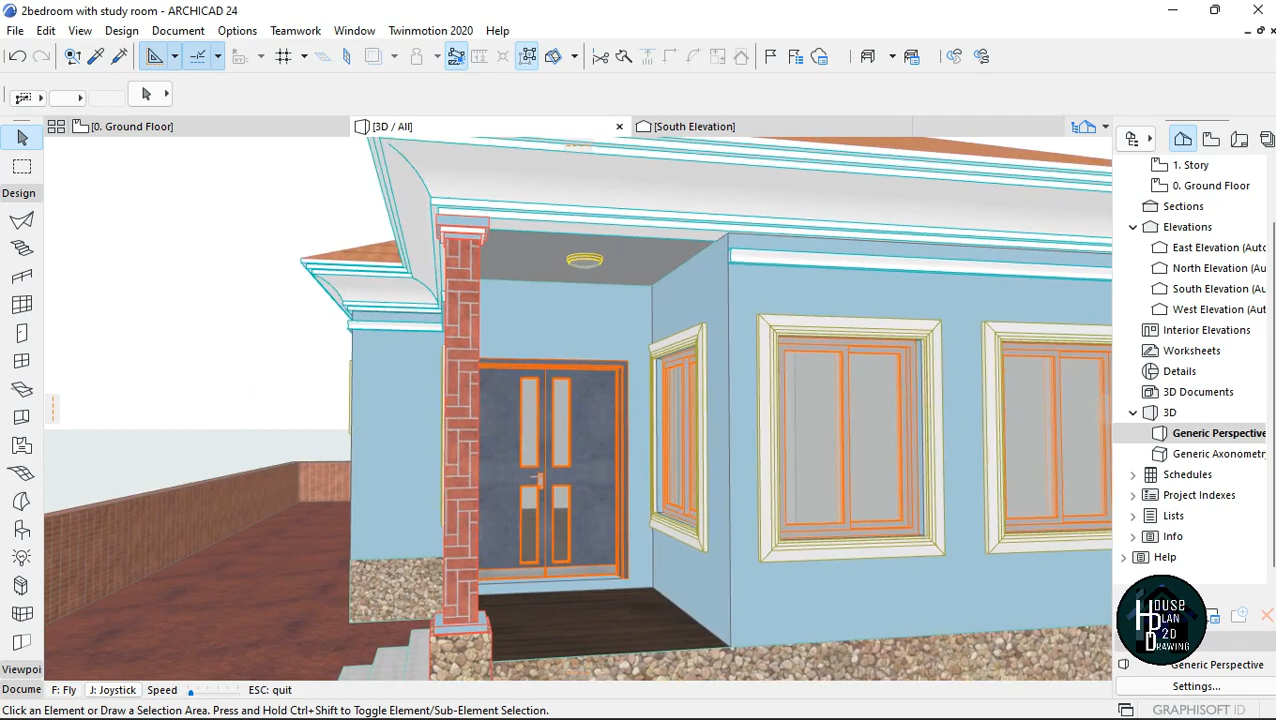 2bedroom with study room - ARCHICAD 24
File Edit View Design Document Options Teamwork Twinmotion 2020 Help
[0. Ground Floor] [3D / All] [South Elevation]
Design
1. Story
0. Ground Floor
Sections
Elevations
East Elevation (Auto
North Elevation (Au
South Elevation (Au
West Elevation (Aut
Interior Elevations
Worksheets
Details
3D Documents
3D
Generic Perspective
Generic Axonometr
Schedules
Project Indexes
Lists
Info
Help
HOUSE
PLAN
2D
DRAWING
Generic Perspective
Viewpoi
Docume
F: Fly J: Joystick Speed ESC: quit
Settings...
Click an Element or Draw a Selection Area. Press and Hold Ctrl+Shift to Toggle Element/Sub-Element Selection.
GRAPHISOFT ID